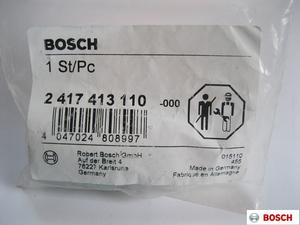 BOSCH
1 St/Pc
2 417 413 110 -000
4 047024 808997
Robert Bosch GmbH
Auf der Breit 4
76227 Karlsruhe
Germany
015110
455
Made in Germany
Fabriqué en Allemagne
BOSCH